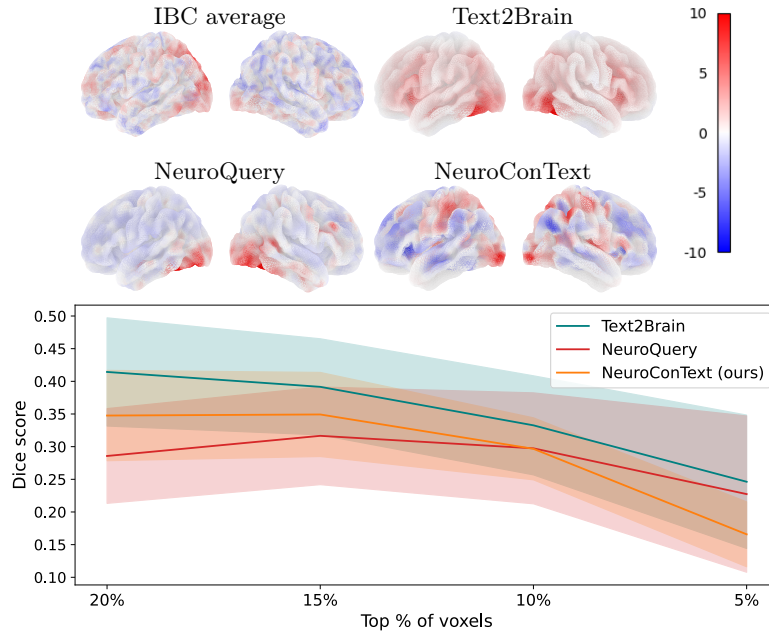 IBC average
Text2Brain
NeuroQuery
NeuroConText
10
5
0
-5
-10
0.50
0.45
0.40
0.35
0.30
0.25
0.20
0.15
0.10
Dice score
Text2Brain
NeuroQuery
NeuroConText (ours)
20%
15%
10%
5%
Top % of voxels